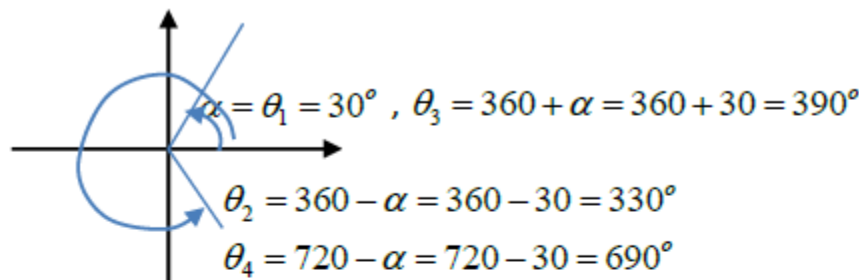 α = θ₁ = 30° , θ₃ = 360 + α = 360 + 30 = 390°
θ₂ = 360 − α = 360 − 30 = 330°
θ₄ = 720 − α = 720 − 30 = 690°